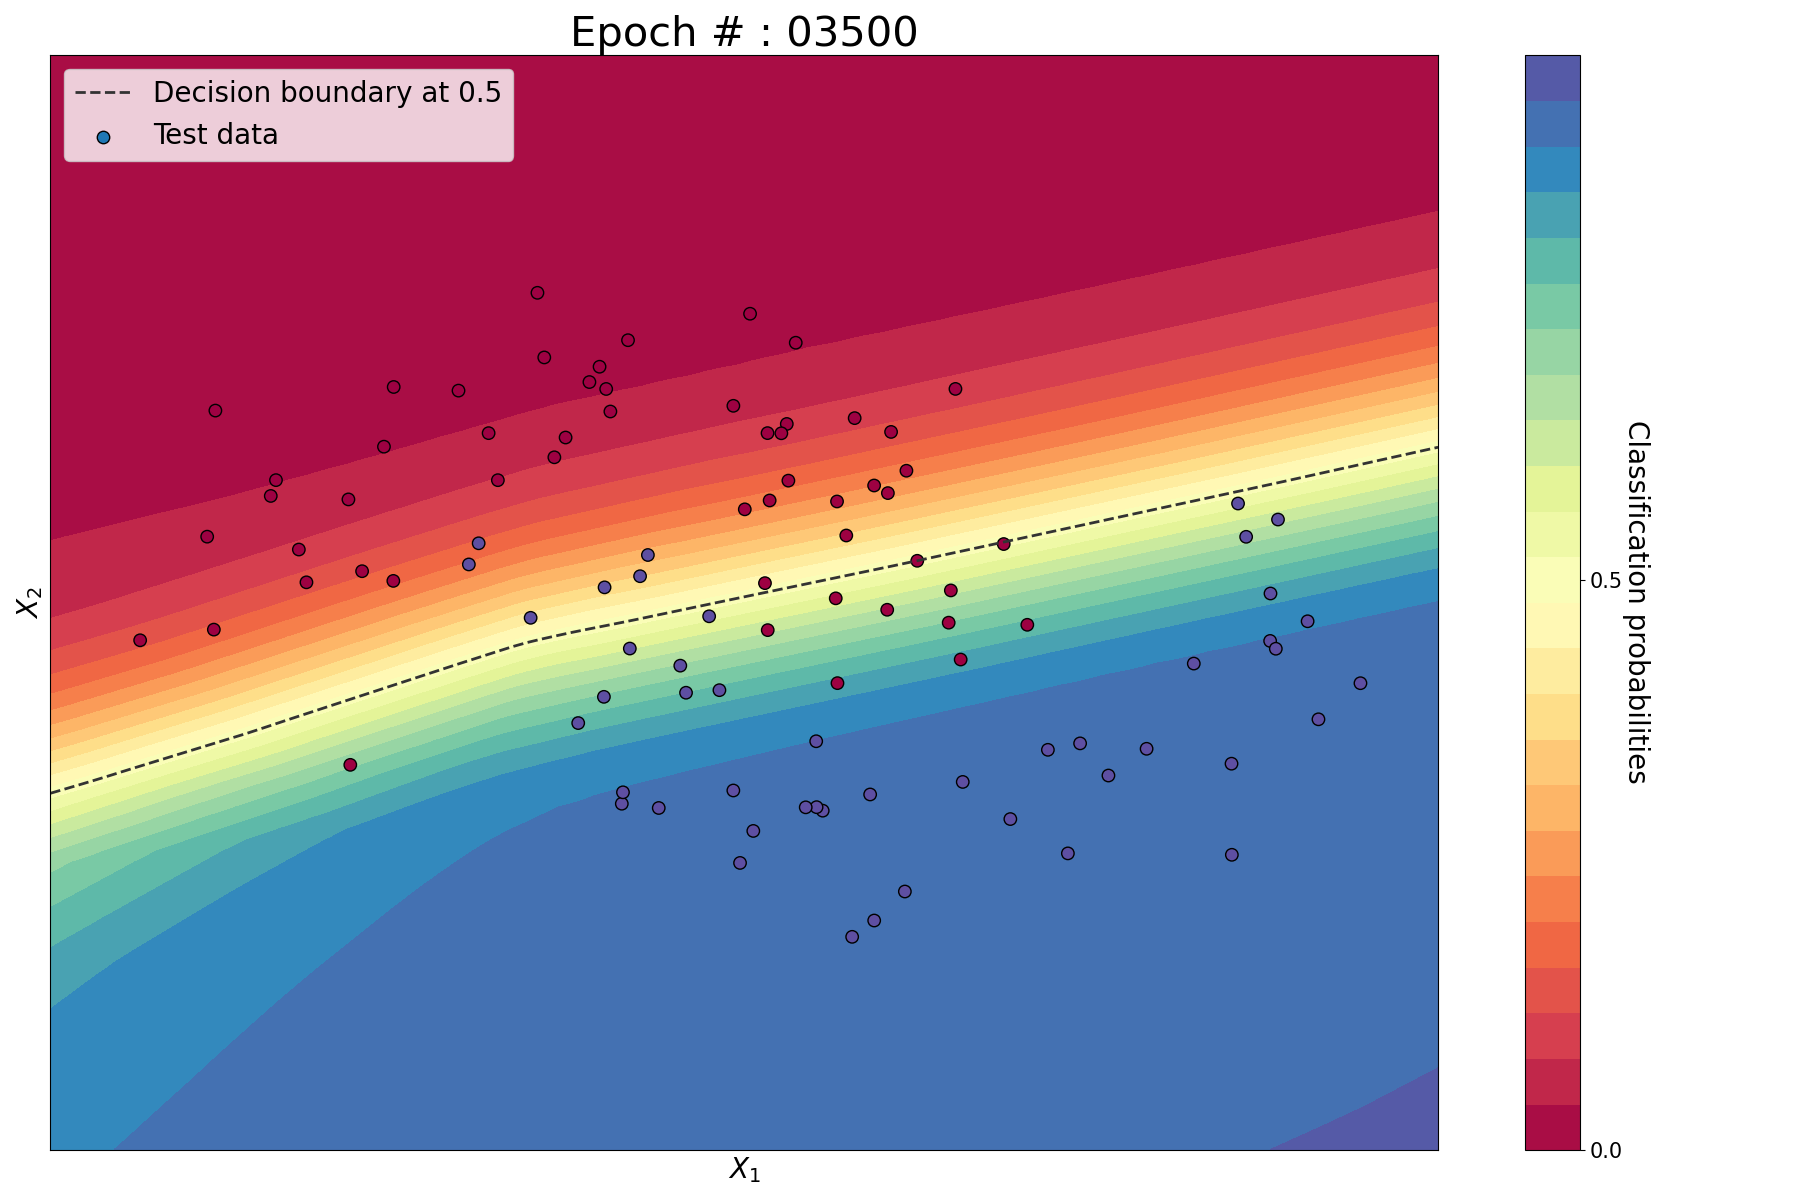 Epoch # : 03500
Decision boundary at 0.5
Test data
X₂
X₁
0.5
0.0
Classification probabilities